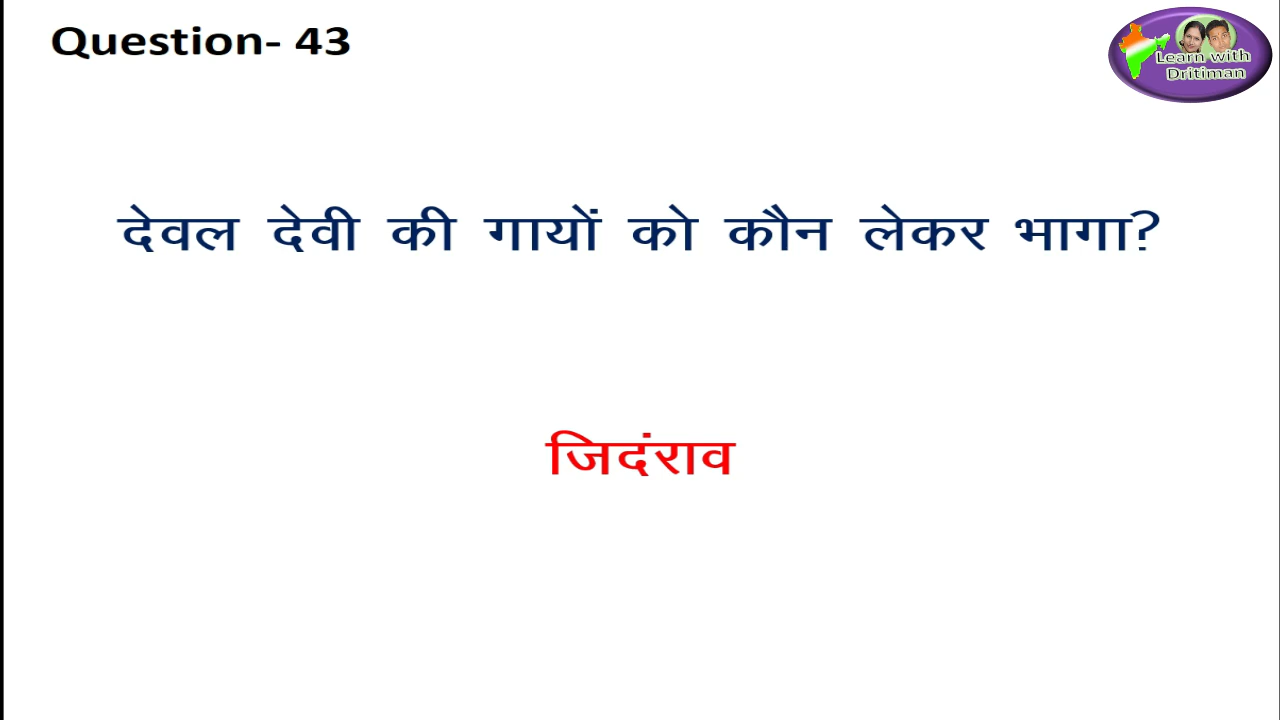 Question- 43
Learn with
Dritiman
देवल देवी की गायों को कौन लेकर भागा?
जिदंराव